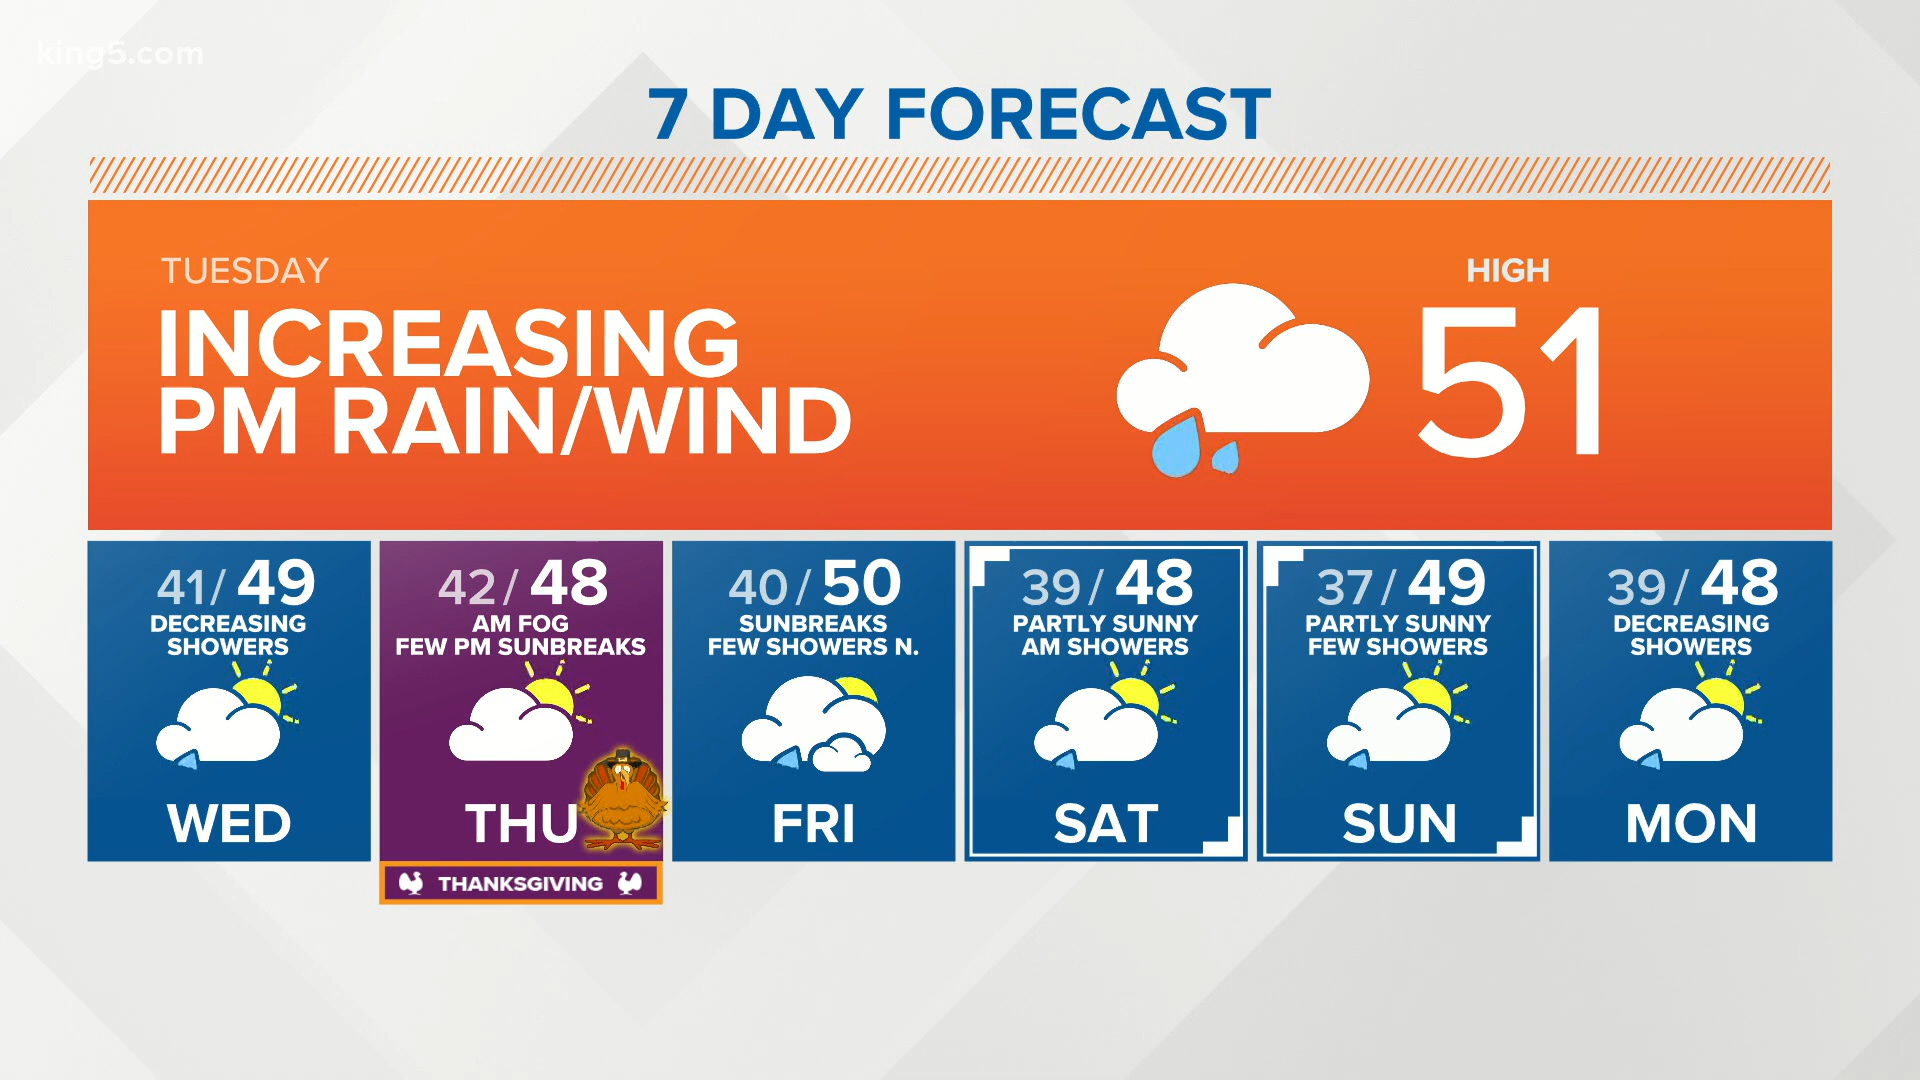 king5.com
7 DAY FORECAST
TUESDAY
INCREASING
PM RAIN/WIND
HIGH
51
41/49
DECREASING
SHOWERS
WED
42/48
AM FOG
FEW PM SUNBREAKS
THU
THANKSGIVING
40/50
SUNBREAKS
FEW SHOWERS N.
FRI
39/48
PARTLY SUNNY
AM SHOWERS
SAT
37/49
PARTLY SUNNY
FEW SHOWERS
SUN
39/48
DECREASING
SHOWERS
MON